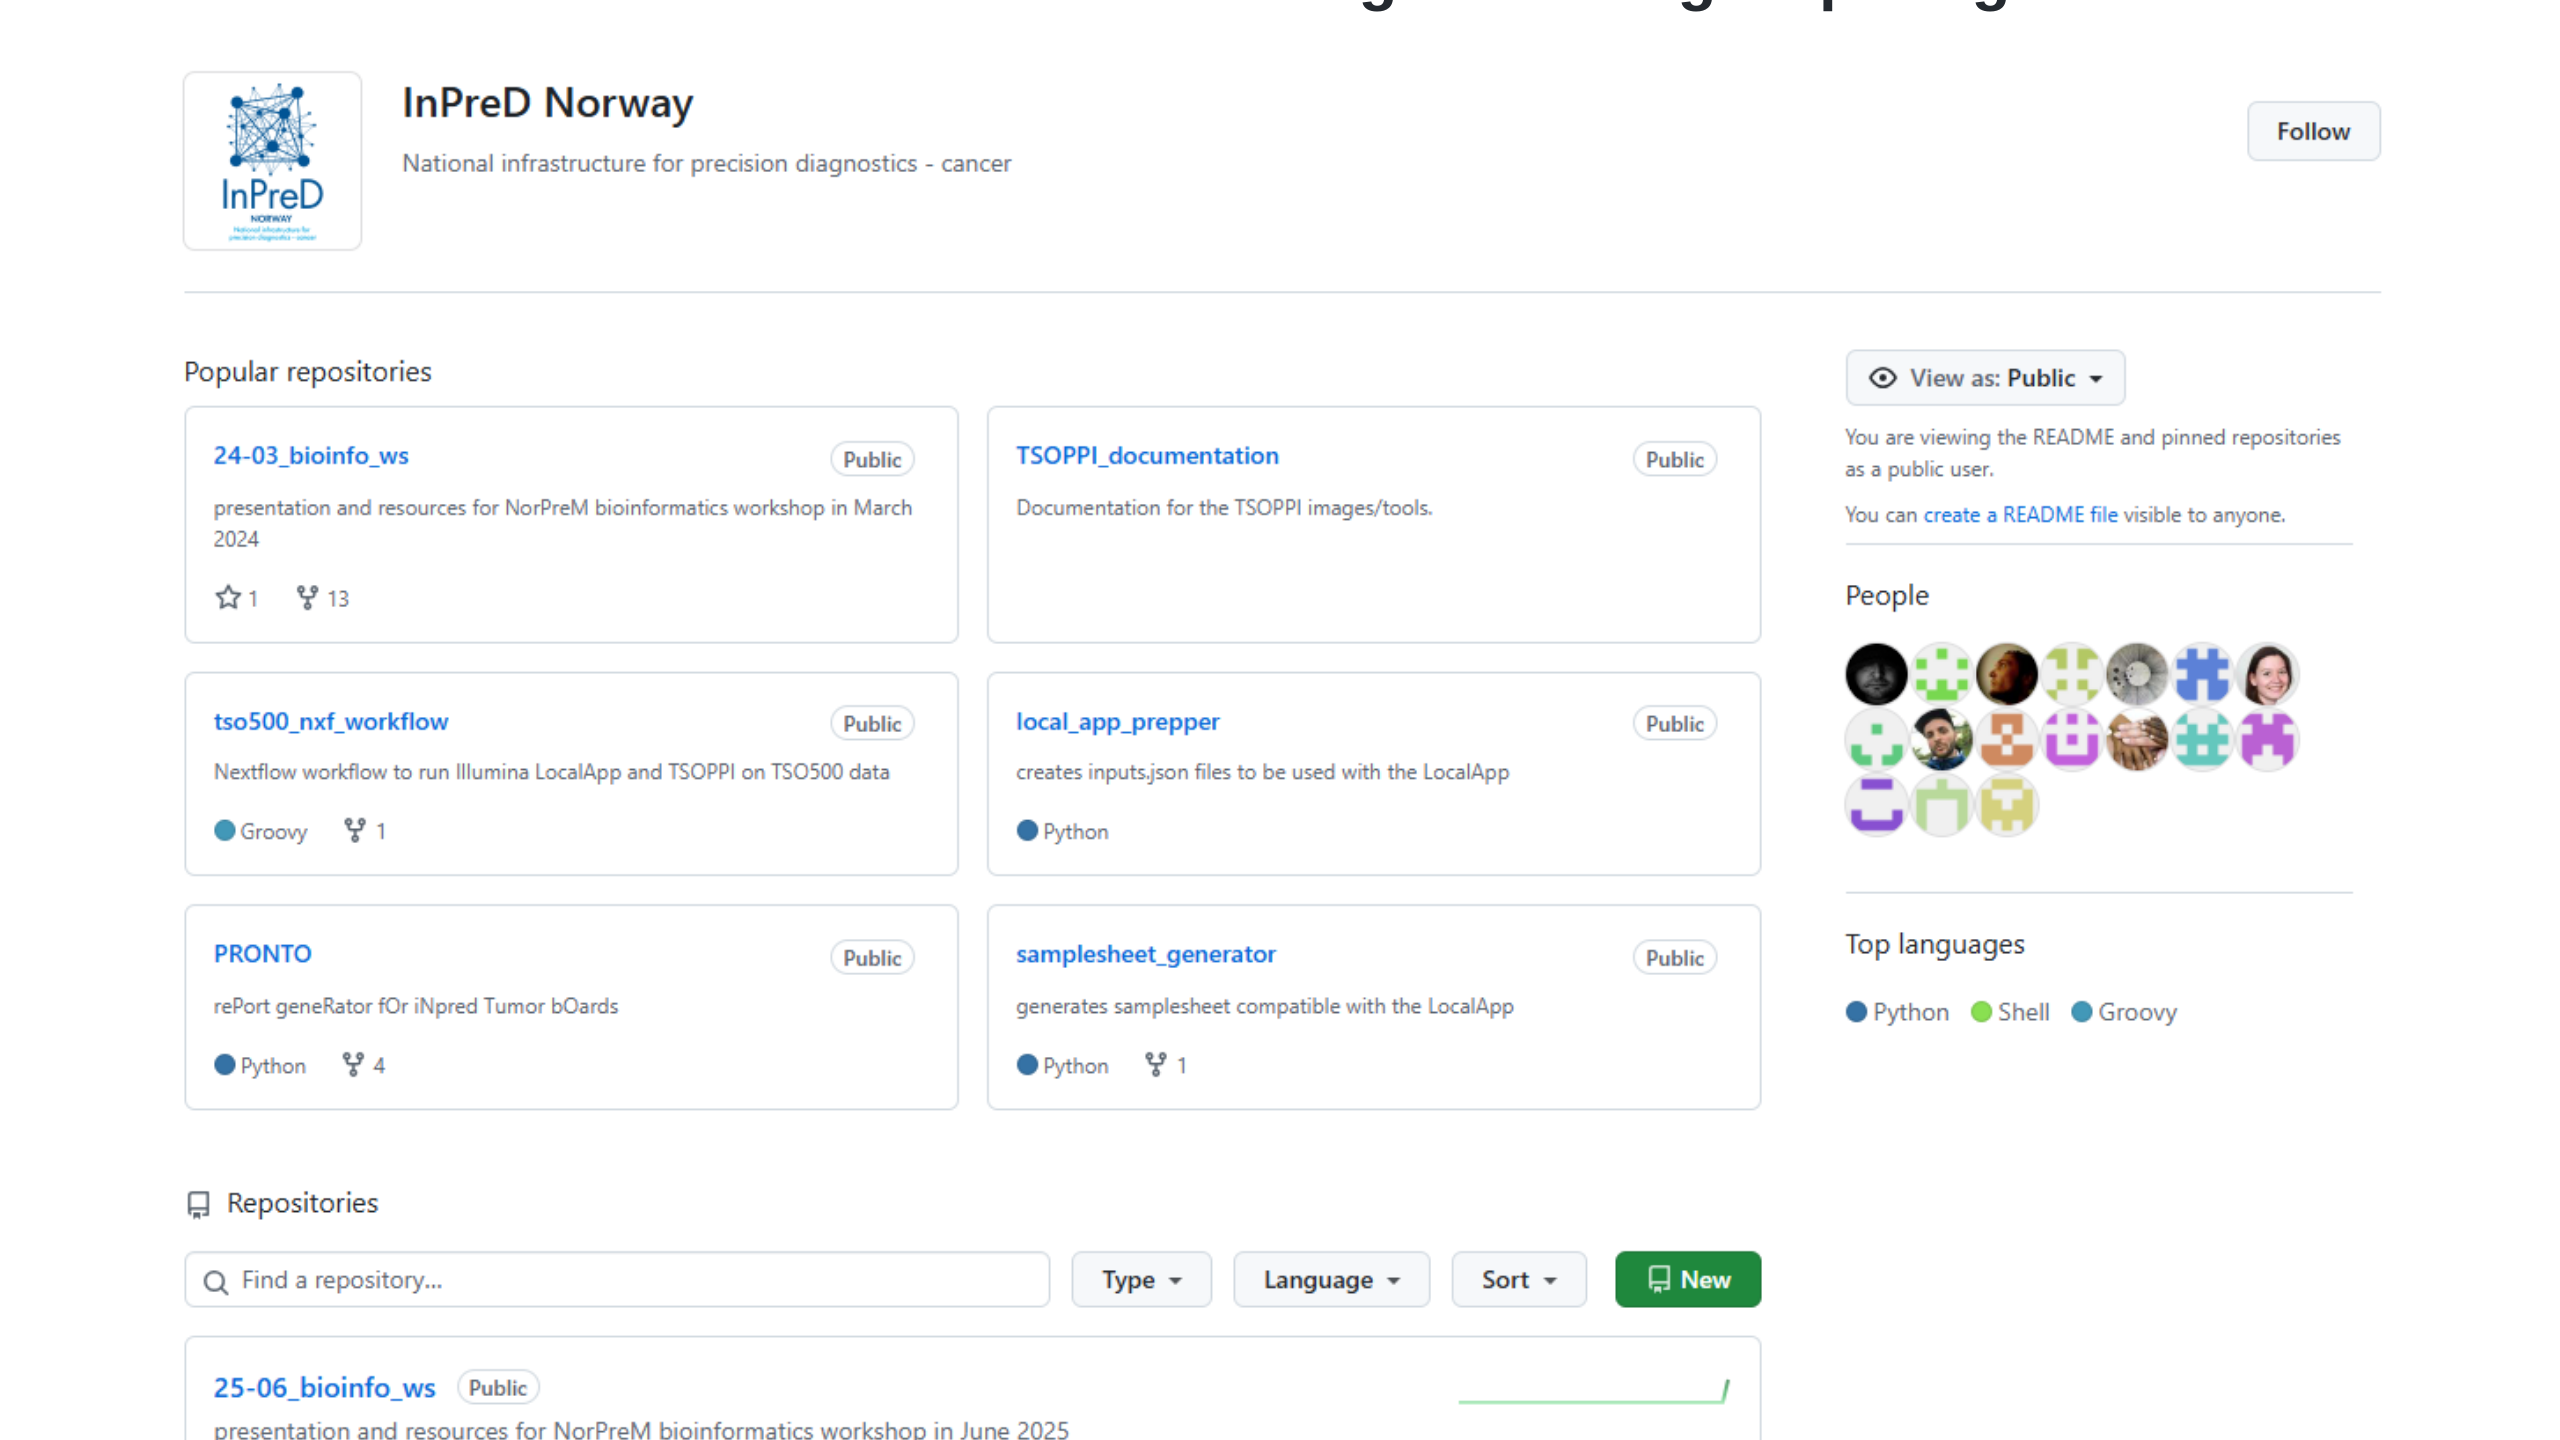 InPreD Norway
National infrastructure for precision diagnostics - cancer
Follow
InPreD
NORWAY
National infrastructure for
precision diagnostics - cancer
Popular repositories
24-03_bioinfo_ws
Public
presentation and resources for NorPreM bioinformatics workshop in March
2024
1 13
TSOPPI_documentation
Public
Documentation for the TSOPPI images/tools.
tso500_nxf_workflow
Public
Nextflow workflow to run Illumina LocalApp and TSOPPI on TSO500 data
Groovy 1
local_app_prepper
Public
creates inputs.json files to be used with the LocalApp
Python
PRONTO
Public
rePort geneRator fOr iNpred Tumor bOards
Python 4
samplesheet_generator
Public
generates samplesheet compatible with the LocalApp
Python 1
View as: Public
You are viewing the README and pinned repositories
as a public user.
You can create a README file visible to anyone.
People
Top languages
Python Shell Groovy
Repositories
Find a repository...
Type
Language
Sort
New
25-06_bioinfo_ws
Public
presentation and resources for NorPreM bioinformatics workshop in June 2025